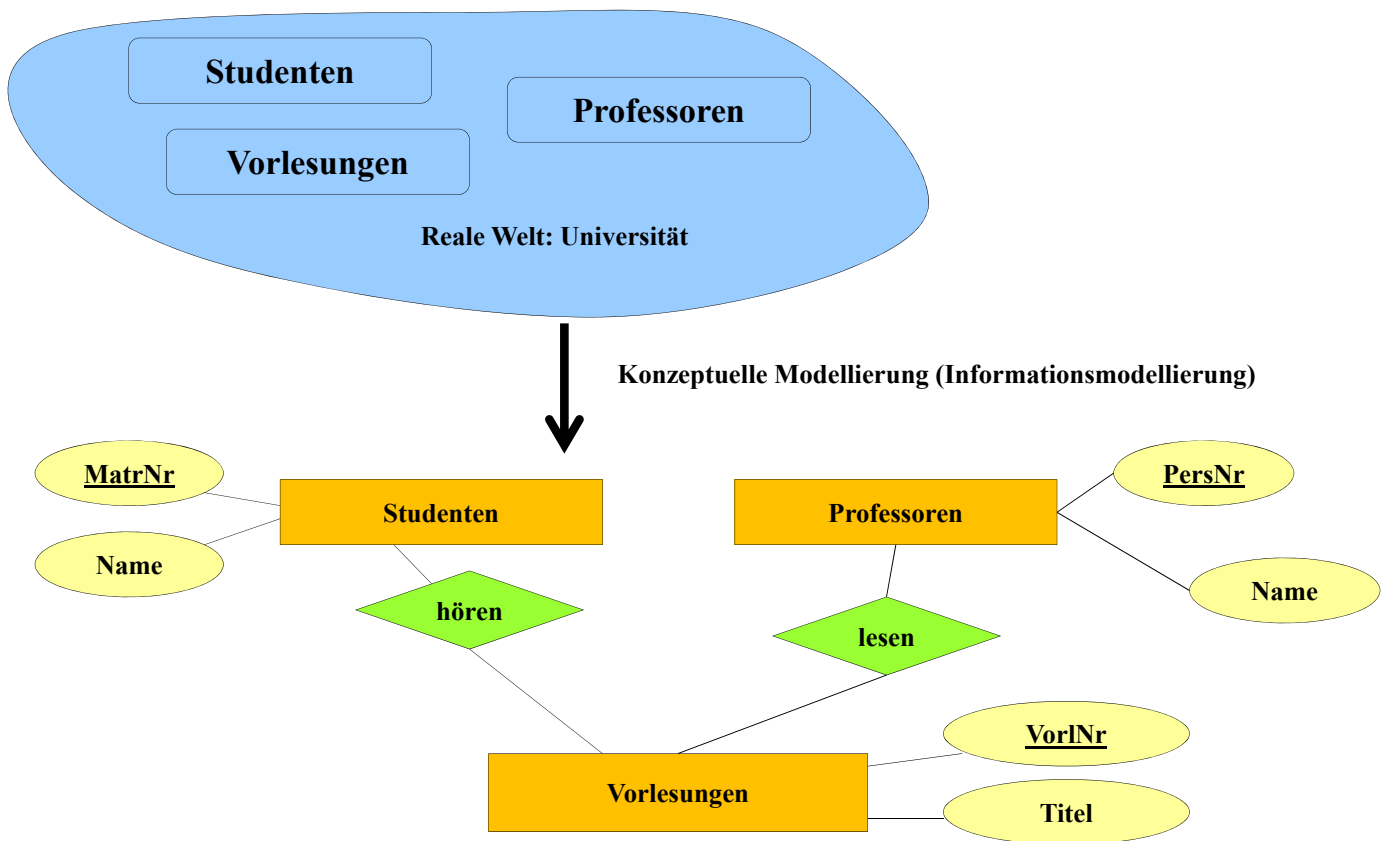 Studenten
Professoren
Vorlesungen
Reale Welt: Universität
Konzeptuelle Modellierung (Informationsmodellierung)
MatrNr
Studenten
Professoren
PersNr
Name
Name
hören
lesen
VorlNr
Vorlesungen
Titel